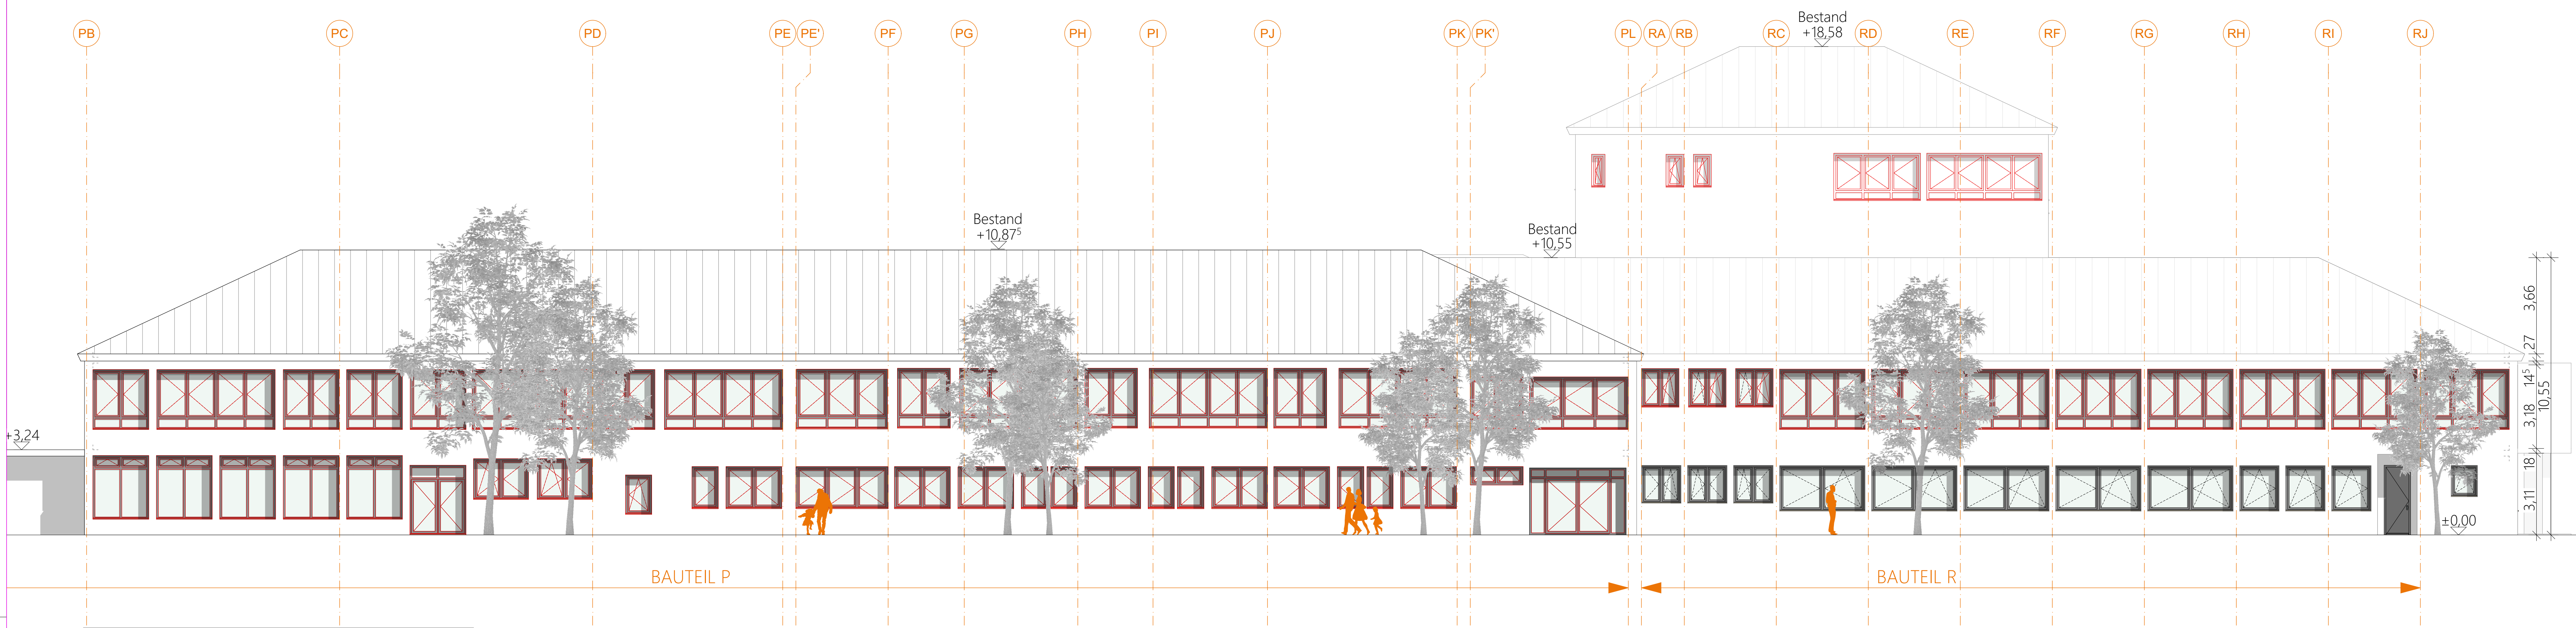 PB PC PD PE PE' PF PG PH PI PJ PK PK' PL RA RB RC RD RE RF RG RH RI RJ
Bestand
+18,58
Bestand
+10,87⁵
Bestand
+10,55
+3,24
3,66
27
14⁵
3,18
18
3,11
10,55
±0,00
BAUTEIL P
BAUTEIL R